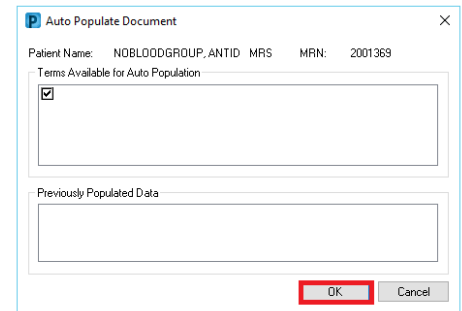 P Auto Populate Document
Patient Name: NOBLOODGROUP, ANTID MRS MRN: 2001369
Terms Available for Auto Population
Previously Populated Data
OK Cancel